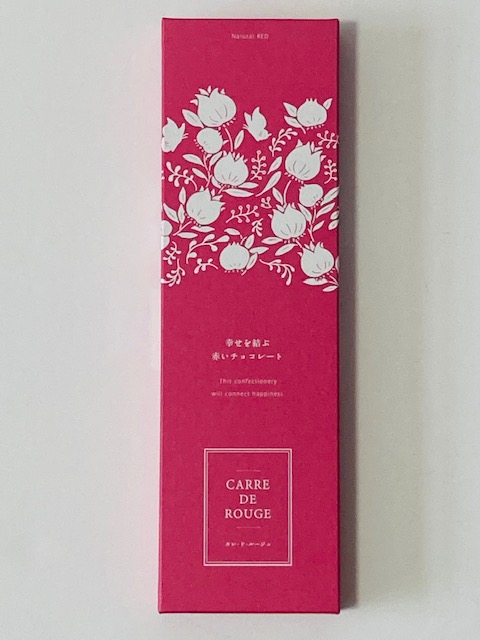 Natural RED
幸せを結ぶ
赤いチョコレート
This confectionery
will connect happiness
CARRE
DE
ROUGE
カレ・ド・ルージュ